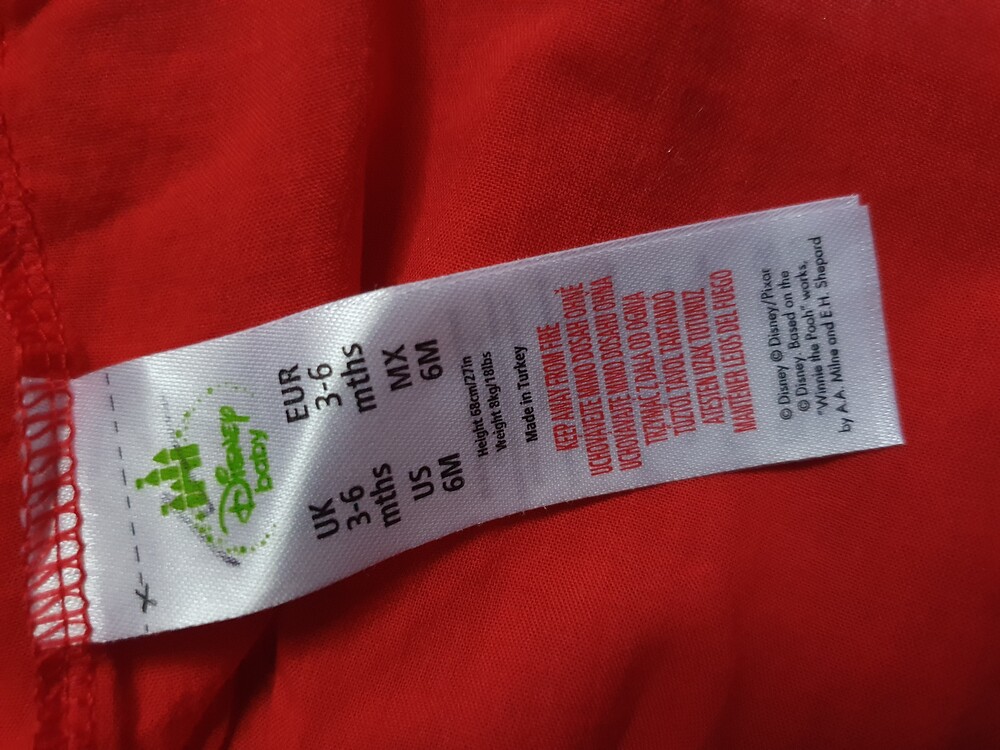 Disney
baby
UK EUR
3-6 3-6
mths mths
US MX
6M 6M
Height 68cm/27in
Weight 8kg/18lbs
Made in Turkey
KEEP AWAY FROM FIRE
UCHOVÁVEJTE MIMO DOSAH OHNĚ
UCHOVÁVAJTE MIMO DOSAHU OHŇA
TRZYMAĆ Z DALA OD OGNIA
TŰZTŐL TÁVOL TARTANDÓ
ATEŞTEN UZAK TUTUNUZ
MANTENER LEJOS DEL FUEGO
© Disney © Disney/Pixar
© Disney. Based on the
"Winnie the Pooh" works,
by A.A. Milne and E.H. Shepard